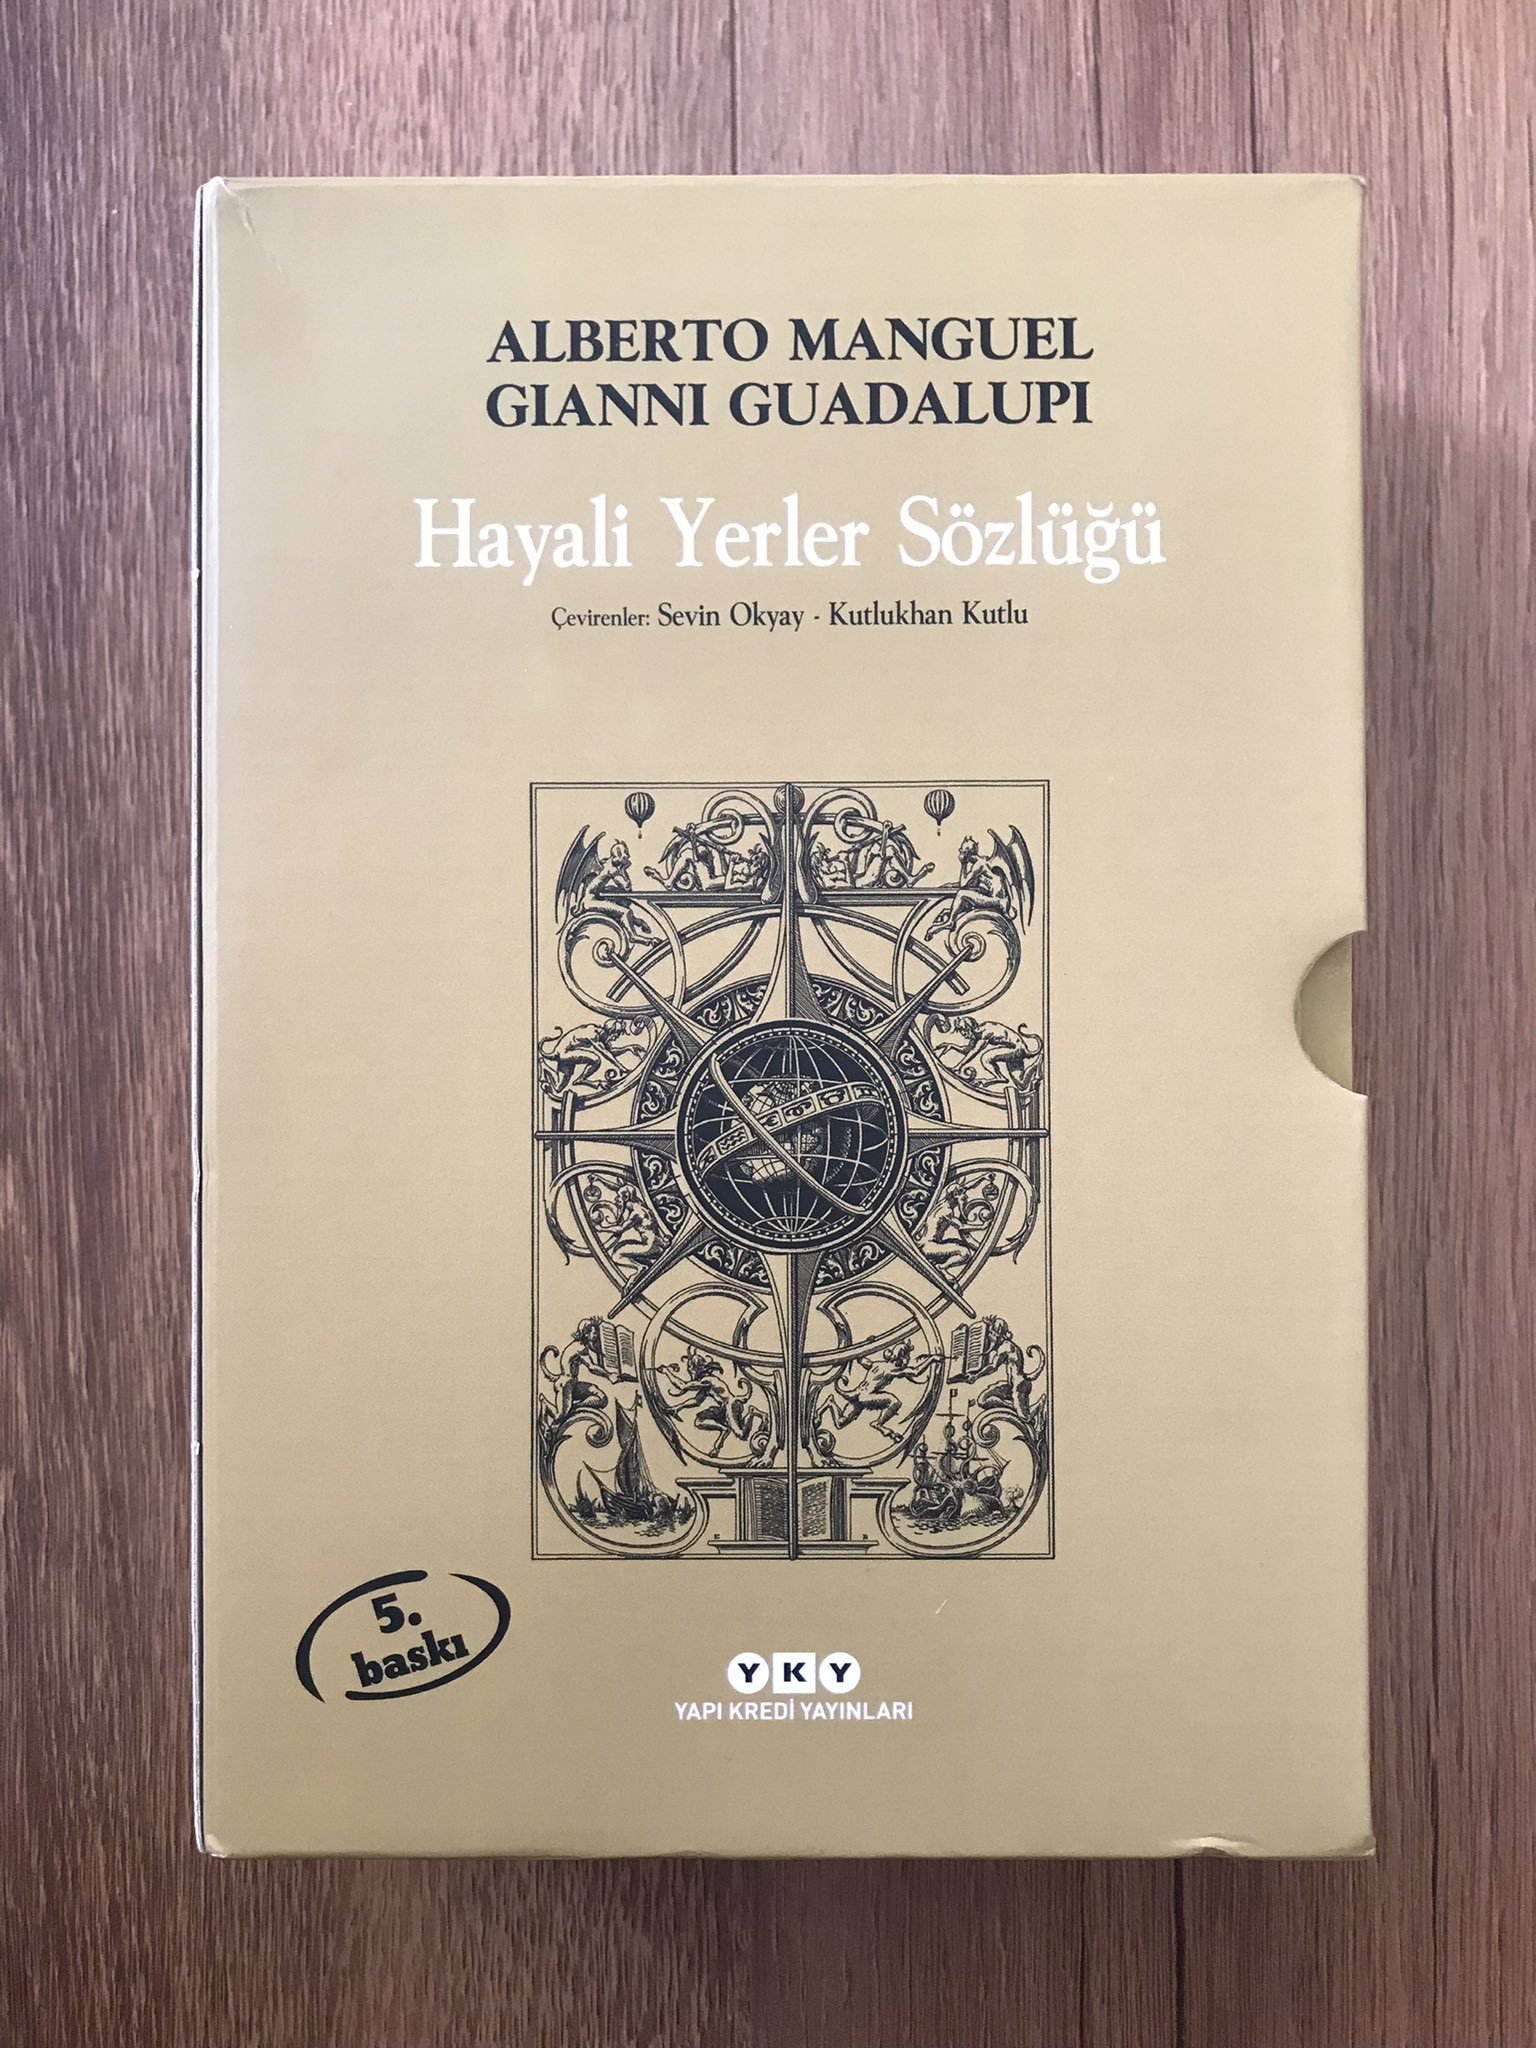 ALBERTO MANGUEL
GIANNI GUADALUPI
Hayali Yerler Sözlüğü
Çevirenler: Sevin Okyay - Kutlukhan Kutlu
E R
5.
baskı
YKY
YAPI KREDİ YAYINLARI